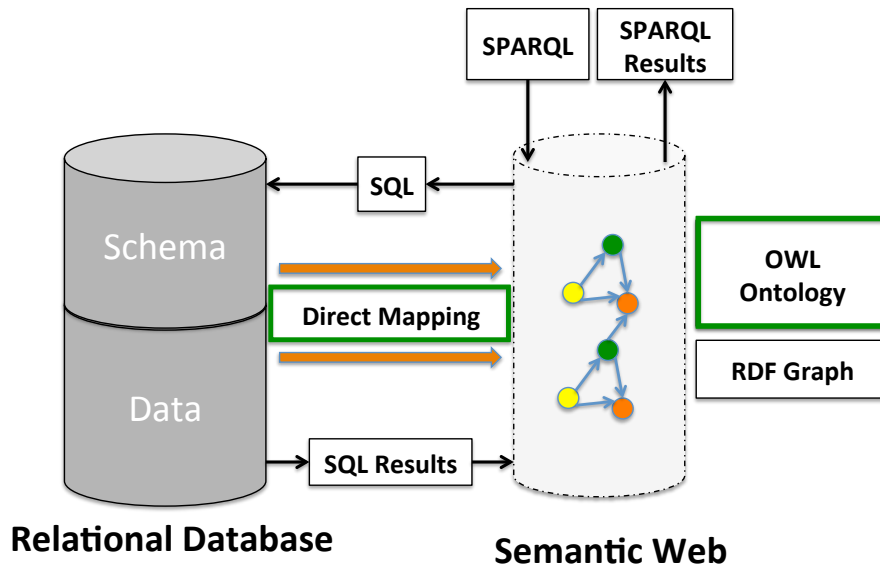 SPARQL
SPARQL
Results
SQL
Schema
OWL
Ontology
Direct Mapping
RDF Graph
Data
SQL Results
Relational Database
Semantic Web